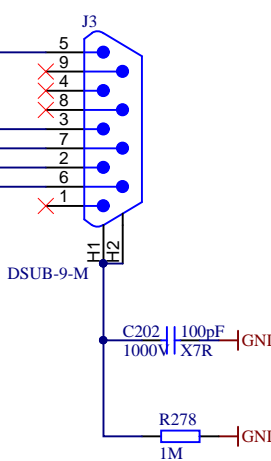 J3
5
9
4
8
3
7
2
6
1
H1
H2
DSUB-9-M
C202
100pF
1000V
X7R
GNI
R278
GNI
1M